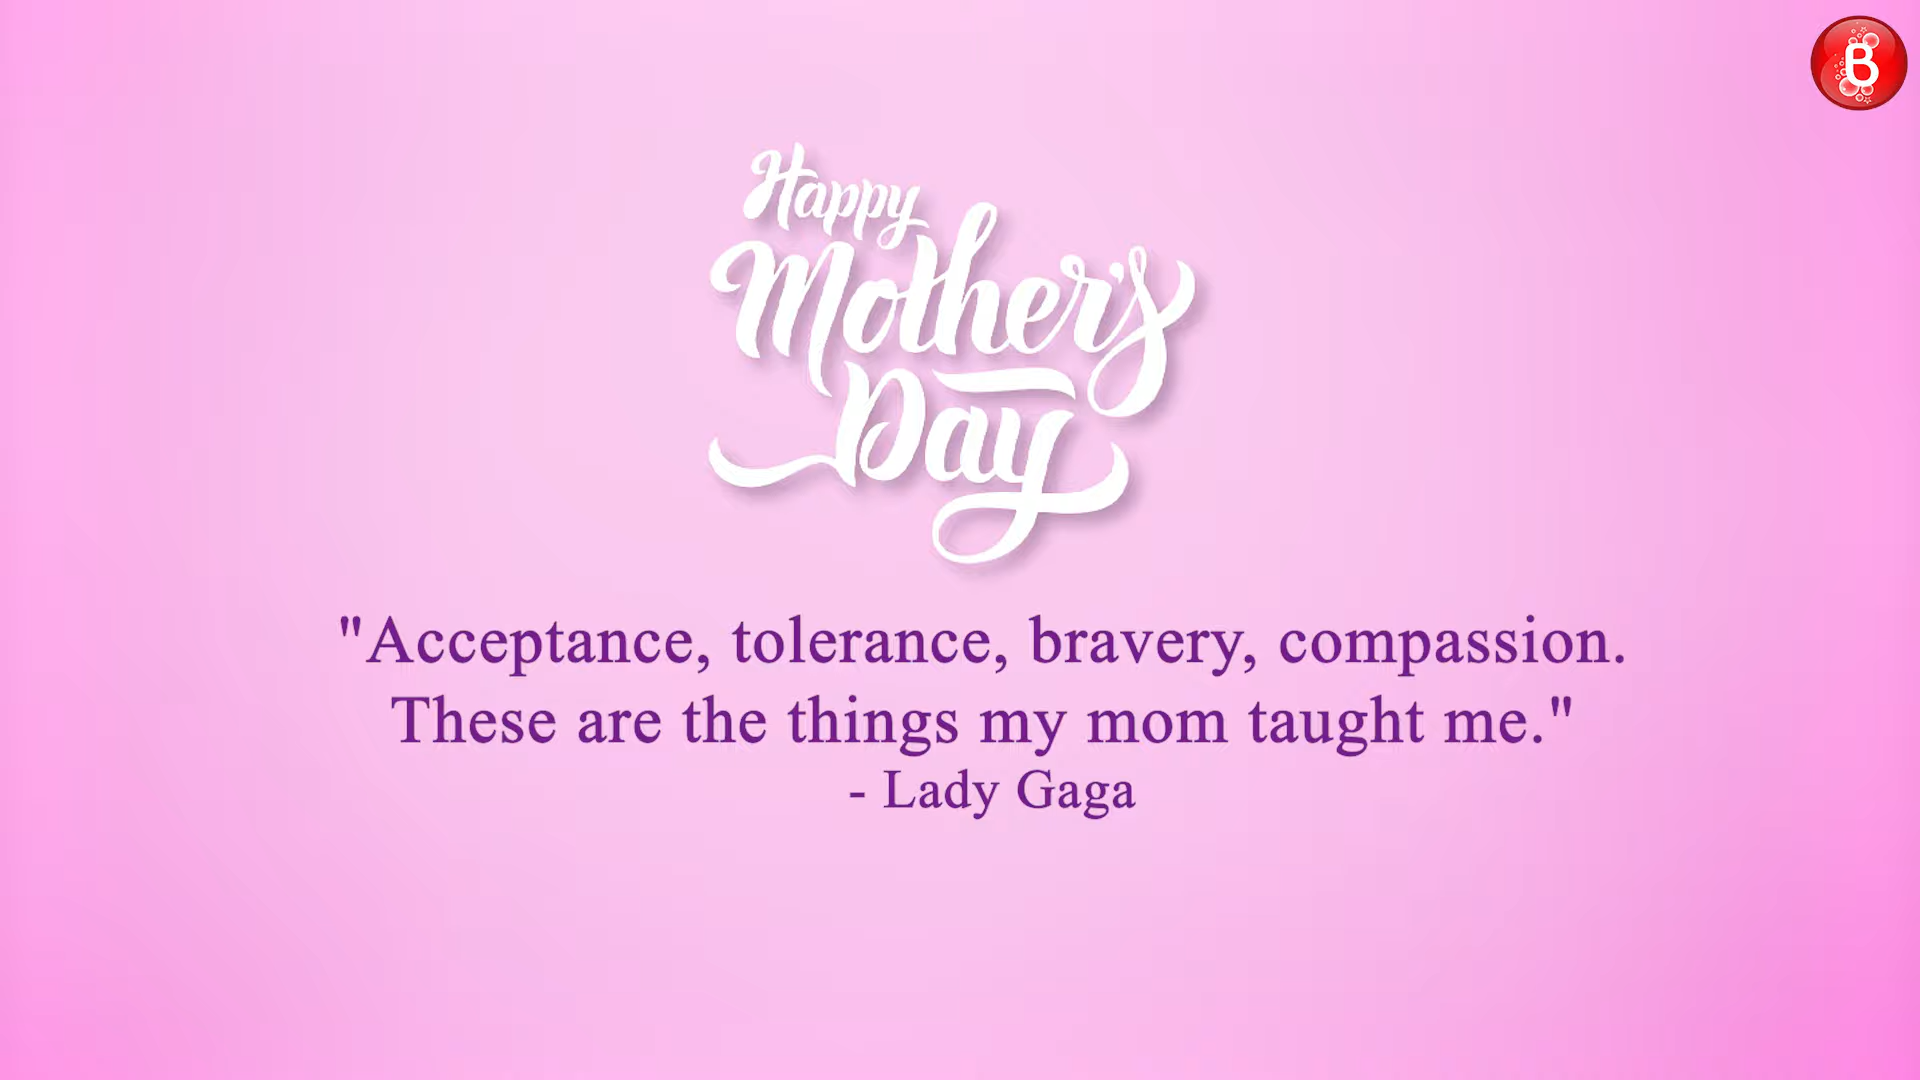 B
Happy
Mother's
Day
"Acceptance, tolerance, bravery, compassion.
These are the things my mom taught me."
- Lady Gaga